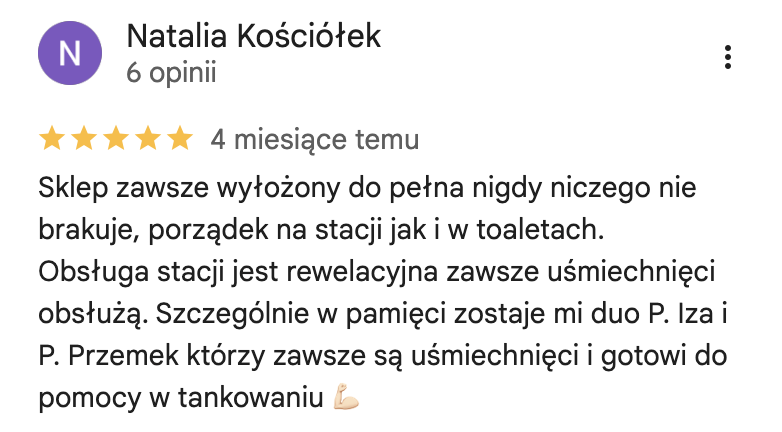 N
Natalia Kościółek
6 opinii
4 miesiące temu
Sklep zawsze wyłożony do pełna nigdy niczego nie
brakuje, porządek na stacji jak i w toaletach.
Obsługa stacji jest rewelacyjna zawsze uśmiechnięci
obsłużą. Szczególnie w pamięci zostaje mi duo P. Iza i
P. Przemek którzy zawsze są uśmiechnięci i gotowi do
pomocy w tankowaniu 💪🏻